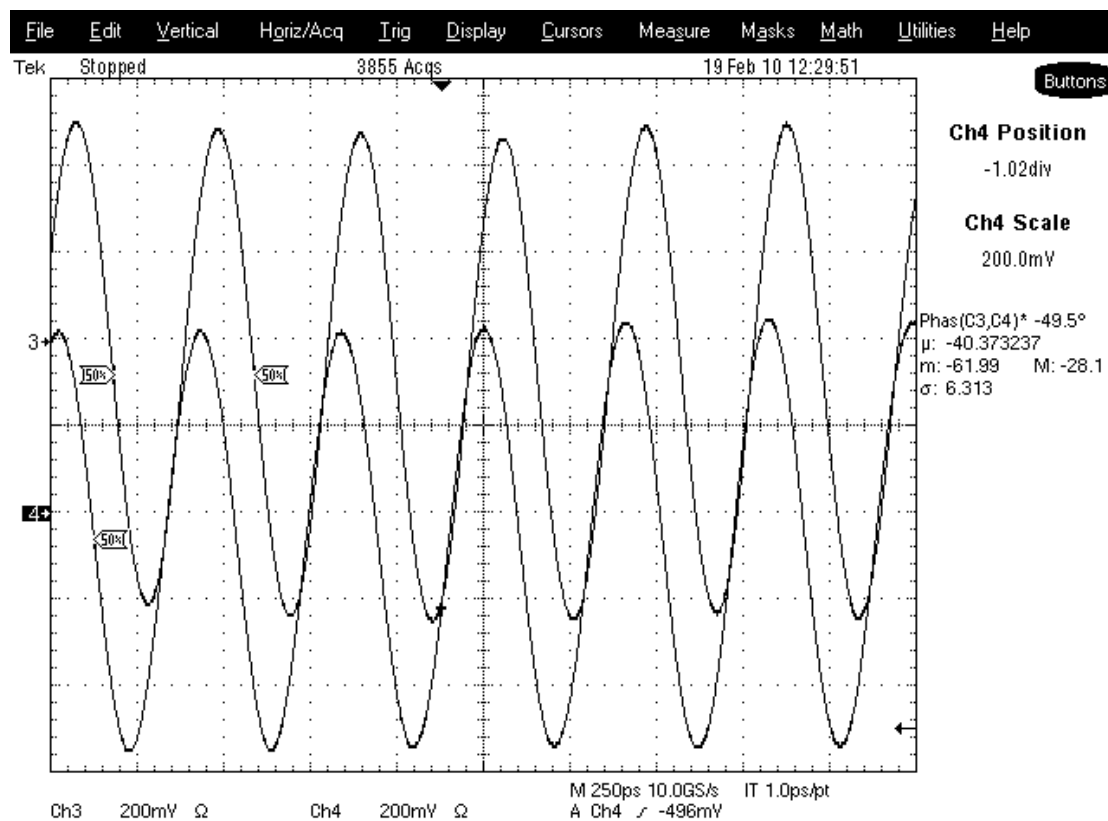 File Edit Vertical Horiz/Acq Trig Display Cursors Measure Masks Math Utilities Help
Tek Stopped 3855 Acqs 19 Feb 10 12:29:51
Buttons
Ch4 Position
-1.02div
Ch4 Scale
200.0mV
Phas(C3,C4)* -49.5°
3
µ: -40.373237
m: -61.99 M: -28.1
50% 50%
σ: 6.313
4
50%
M 250ps 10.0GS/s IT 1.0ps/pt
Ch3 200mV Ω Ch4 200mV Ω A Ch4 ∕ -496mV